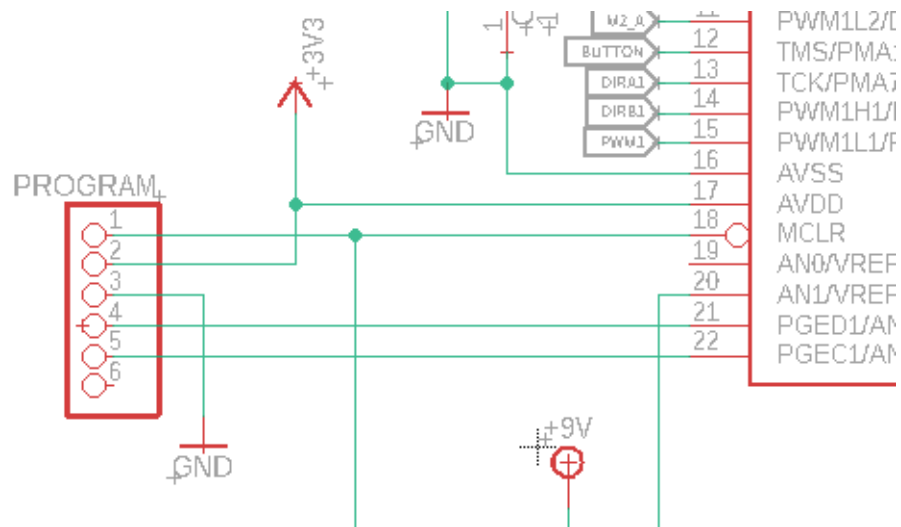 +3V3
1
11
M2_A
PWM1L2/
BUTTON
12
TMS/PMA
DIRA1
13
TCK/PMA7
DIRB1
14
PWM1H1/
PWM1
15
PWM1L1/
GND
16
AVSS
17
AVDD
18
MCLR
19
AN0/VREF
20
AN1/VREF
21
PGED1/AN
22
PGEC1/AN
PROGRAM
1
2
3
4
5
6
GND
+9V